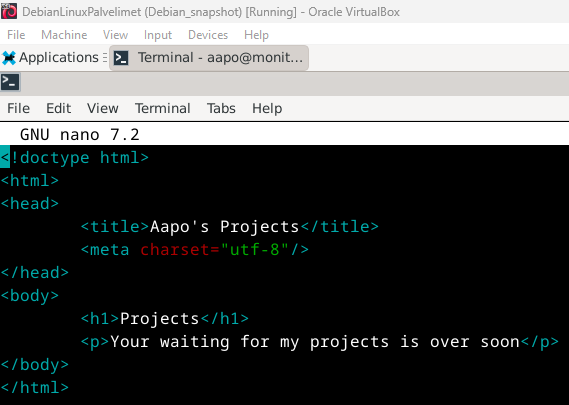 DebianLinuxPalvelimet (Debian_snapshot) [Running] - Oracle VirtualBox
File Machine View Input Devices Help
Applications Terminal - aapo@monit...
File Edit View Terminal Tabs Help
GNU nano 7.2
<!doctype html>
<html>
<head>
<title>Aapo's Projects</title>
<meta charset="utf-8"/>
</head>
<body>
<h1>Projects</h1>
<p>Your waiting for my projects is over soon</p>
</body>
</html>